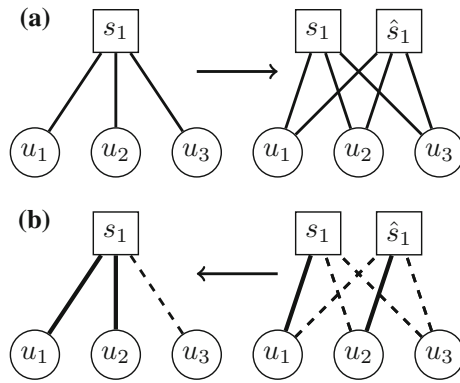 (a)
s₁ s₁ ŝ₁
u₁ u₂ u₃ u₁ u₂ u₃
(b)
s₁ s₁ ŝ₁
u₁ u₂ u₃ u₁ u₂ u₃